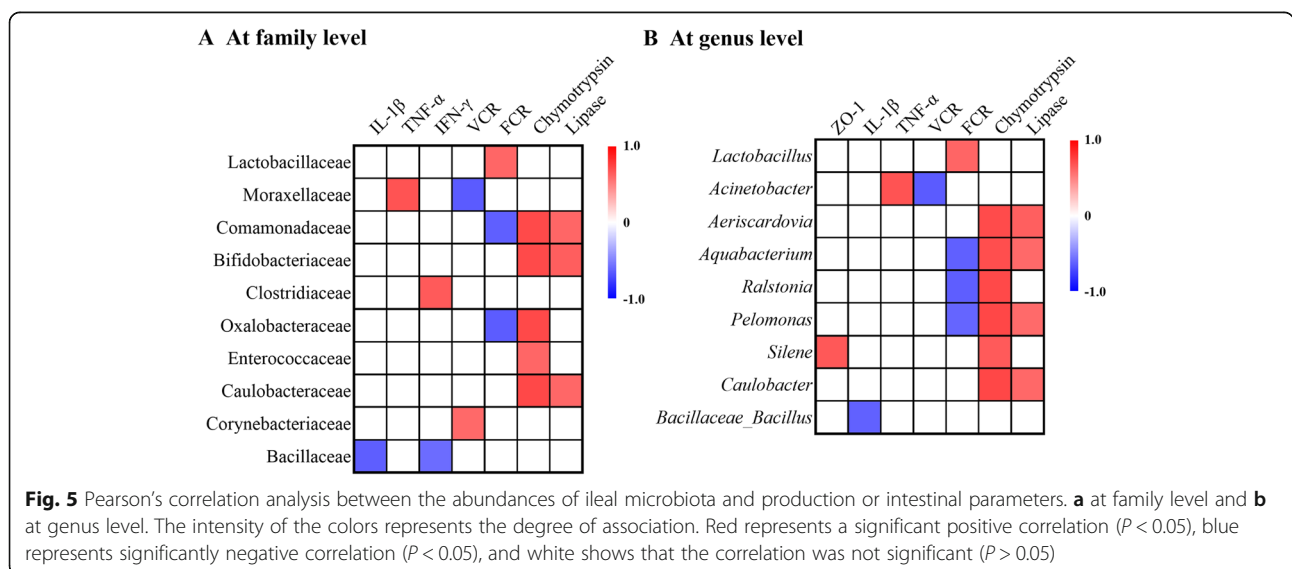 A At family level
B At genus level
IL-1β
TNF-α
IFN-γ
VCR
FCR
Chymotrypsin
Lipase
Lactobacillaceae
Moraxellaceae
Comamonadaceae
Bifidobacteriaceae
Clostridiaceae
Oxalobacteraceae
Enterococcaceae
Caulobacteraceae
Corynebacteriaceae
Bacillaceae
1.0
0
-1.0
ZO-1
IL-1β
TNF-α
VCR
FCR
Chymotrypsin
Lipase
Lactobacillus
Acinetobacter
Aeriscardovia
Aquabacterium
Ralstonia
Pelomonas
Silene
Caulobacter
Bacillaceae_Bacillus
1.0
0
-1.0
Fig. 5 Pearson's correlation analysis between the abundances of ileal microbiota and production or intestinal parameters. a at family level and b
at genus level. The intensity of the colors represents the degree of association. Red represents a significant positive correlation (P < 0.05), blue
represents significantly negative correlation (P < 0.05), and white shows that the correlation was not significant (P > 0.05)